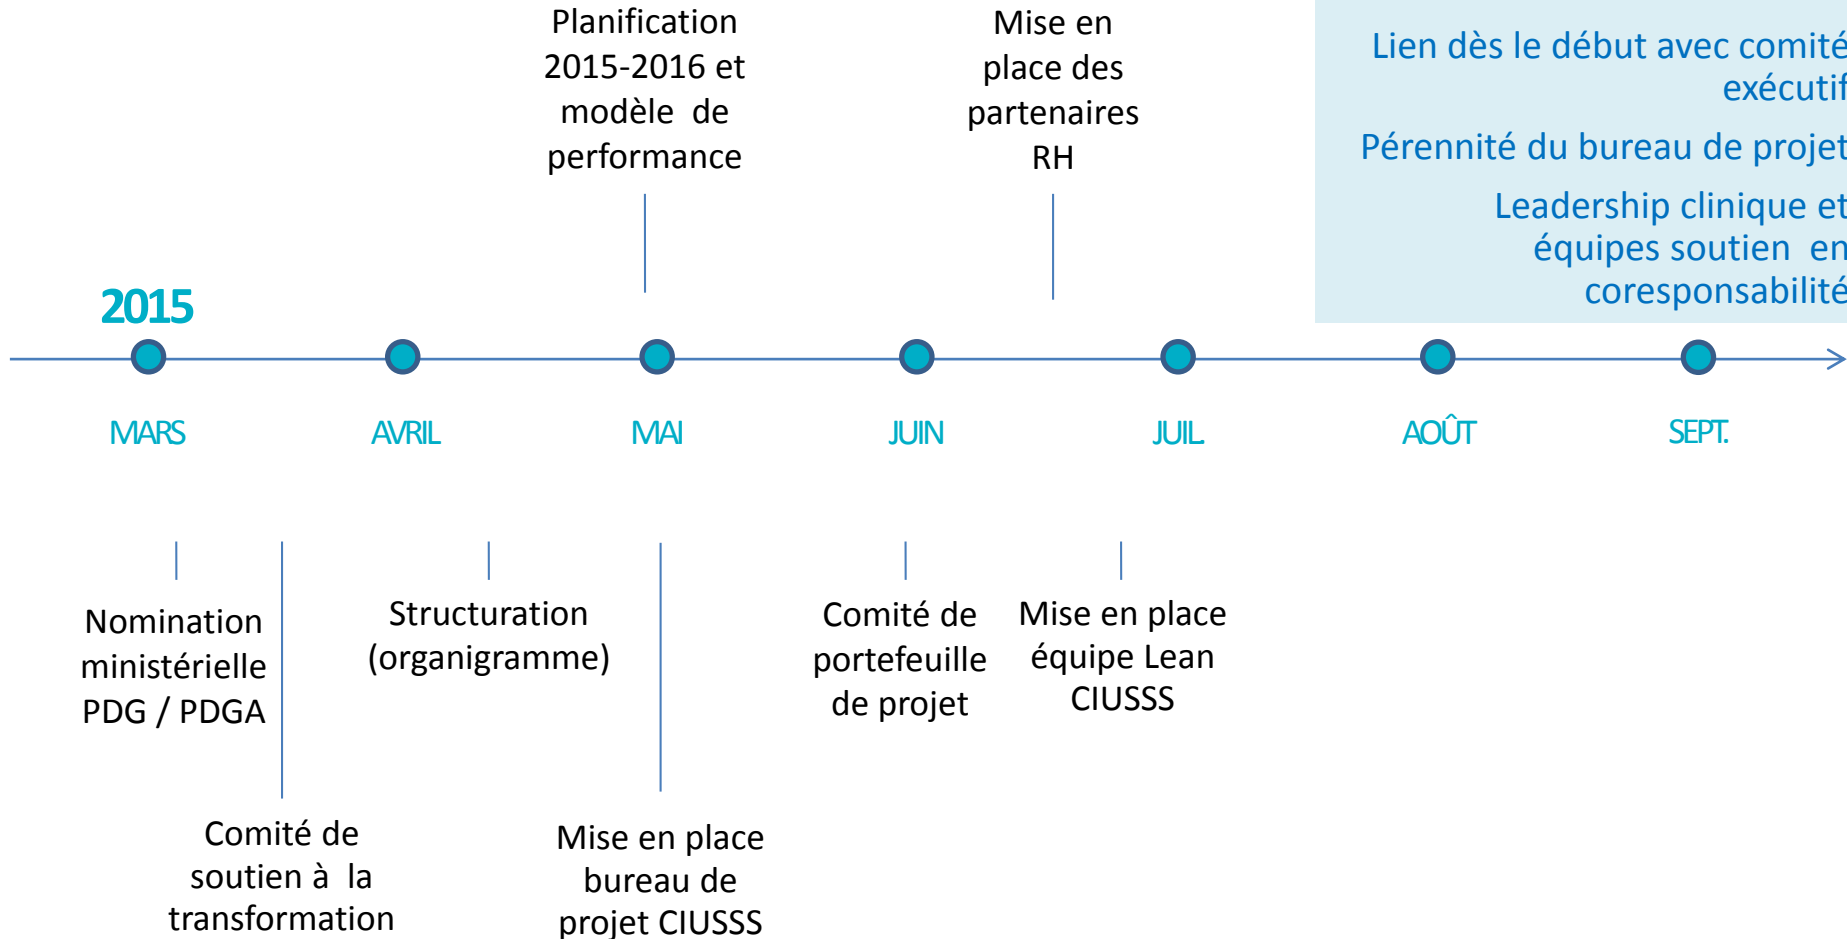 Planification
2015-2016 et
modèle de
performance
Mise en
place des
partenaires
RH
Lien dès le début avec comité
exécutif
Pérennité du bureau de projet
Leadership clinique et
équipes soutien en
coresponsabilité
2015
MARS
AVRIL
MAI
JUIN
JUIL.
AOÛT
SEPT.
Nomination
ministérielle
PDG / PDGA
Structuration
(organigramme)
Comité de
portefeuille
de projet
Mise en place
équipe Lean
CIUSSS
Comité de
soutien à la
transformation
Mise en place
bureau de
projet CIUSSS